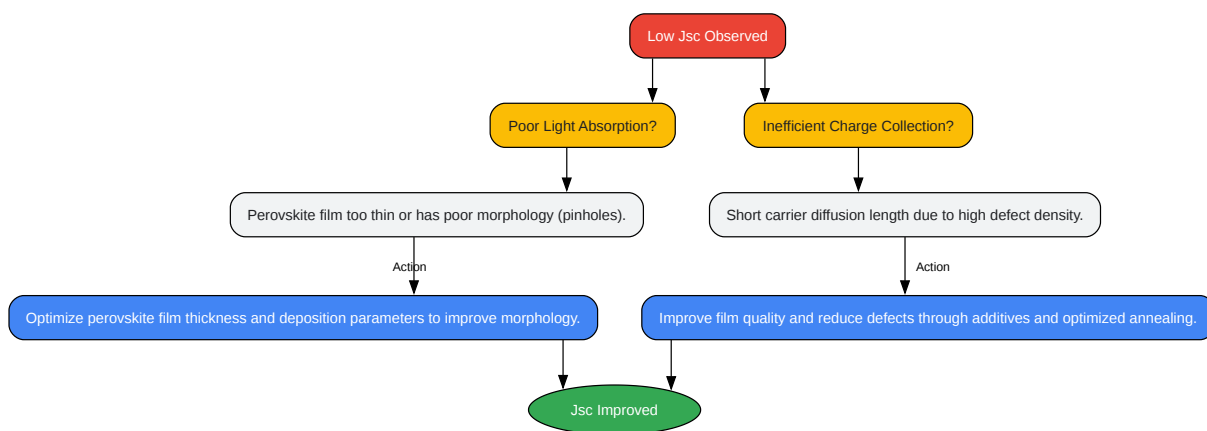 Low Jsc Observed
Poor Light Absorption?
Inefficient Charge Collection?
Perovskite film too thin or has poor morphology (pinholes).
Short carrier diffusion length due to high defect density.
Action
Action
Optimize perovskite film thickness and deposition parameters to improve morphology.
Improve film quality and reduce defects through additives and optimized annealing.
Jsc Improved